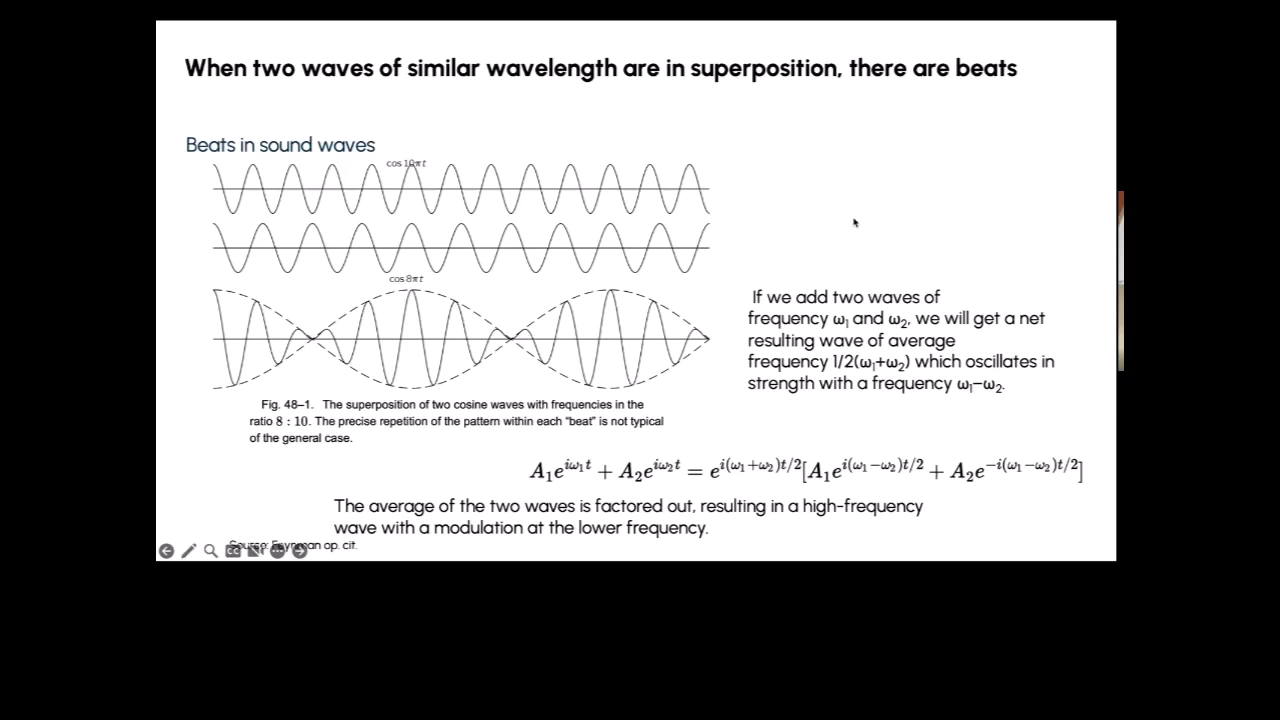 When two waves of similar wavelength are in superposition, there are beats
Beats in sound waves
cos 10πt
cos 8πt
If we add two waves of
frequency ω₁ and ω₂, we will get a net
resulting wave of average
frequency 1/2(ω₁+ω₂) which oscillates in
strength with a frequency ω₁−ω₂.
Fig. 48–1. The superposition of two cosine waves with frequencies in the
ratio 8 : 10. The precise repetition of the pattern within each “beat” is not typical
of the general case.
A₁e^{iω₁t} + A₂e^{iω₂t} = e^{i(ω₁+ω₂)t/2}[A₁e^{i(ω₁−ω₂)t/2} + A₂e^{−i(ω₁−ω₂)t/2}]
The average of the two waves is factored out, resulting in a high-frequency
wave with a modulation at the lower frequency.
Source: Feynman op. cit.